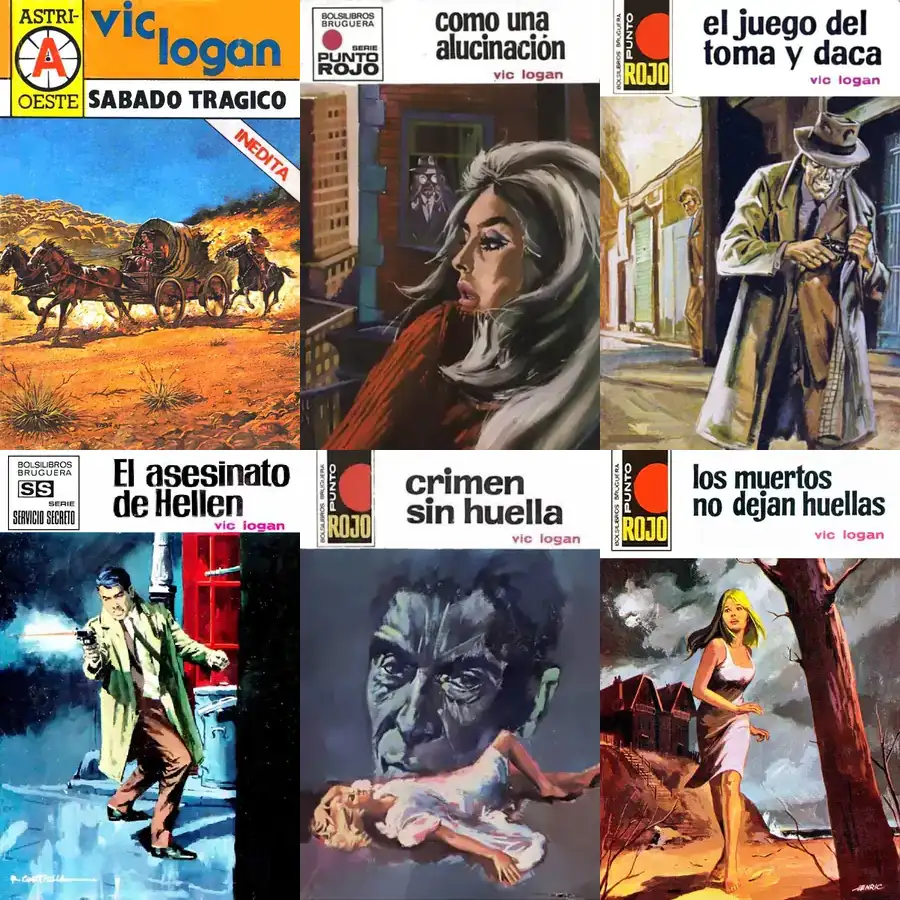 ASTRI-
A
OESTE
vic
logan
SABADO TRAGICO
INEDITA
BOLSILIBROS
BRUGUERA
SERIE
PUNTO
ROJO
como una
alucinación
vic logan
BOLSILIBROS BRUGUERA
PUNTO
ROJO
el juego del
toma y daca
vic logan
BOLSILIBROS
BRUGUERA
SS
SERIE
SERVICIO SECRETO
El asesinato
de Hellen
vic logan
BOLSILIBROS BRUGUERA
PUNTO
ROJO
crimen
sin huella
vic logan
BOLSILIBROS BRUGUERA
PUNTO
ROJO
los muertos
no dejan huellas
vic logan
ENRIC